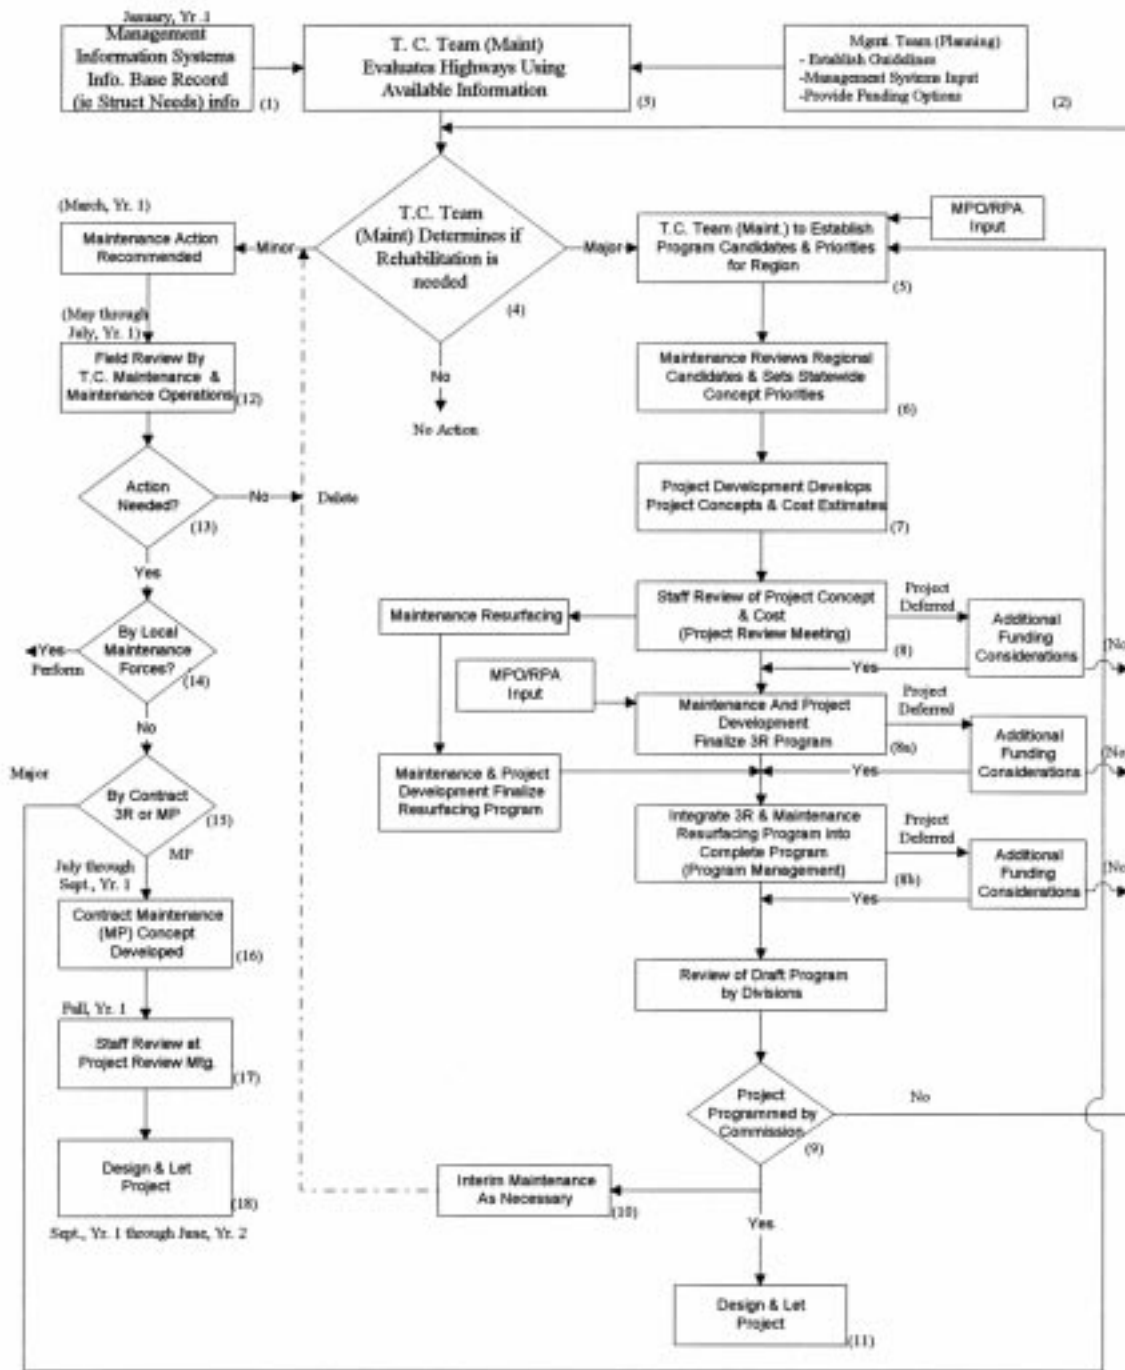 January, Yr .1
Management
Information Systems
Info. Base Record
(ie Struct Needs) info
(1)
T. C. Team (Maint)
Evaluates Highways Using
Available Information
(3)
Mgmt. Team (Planning)
- Establish Guidelines
-Management Systems Input
-Provide Funding Options
(2)
(March, Yr. 1)
Maintenance Action
Recommended
Minor
T.C. Team
(Maint) Determines if
Rehabilitation is
needed
(4)
Major
No
No Action
MPO/RPA
Input
T.C. Team (Maint.) to Establish
Program Candidates & Priorities
for Region
(5)
(May through
July, Yr. 1)
Field Review By
T.C. Maintenance &
Maintenance Operations
(12)
Maintenance Reviews Regional
Candidates & Sets Statewide
Concept Priorities
(6)
Action
Needed?
(13)
No
Delete
Project Development Develops
Project Concepts & Cost Estimates
(7)
Yes
By Local
Maintenance
Forces?
(14)
Yes
Perform
No
Maintenance Resurfacing
Staff Review of Project Concept
& Cost
(Project Review Meeting)
(8)
Project
Deferred
Additional
Funding
Considerations
(No
Yes
MPO/RPA
Input
Maintenance And Project
Development
Finalize 3R Program
(8a)
Project
Deferred
Additional
Funding
Considerations
(No
Yes
Maintenance & Project
Development Finalize
Resurfacing Program
Major
By Contract
3R or MP
(15)
MP
Integrate 3R & Maintenance
Resurfacing Program into
Complete Program
(Program Management)
(8b)
Project
Deferred
Additional
Funding
Considerations
(No
Yes
July through
Sept., Yr. 1
Contract Maintenance
(MP) Concept
Developed
(16)
Review of Draft Program
by Divisions
Fall, Yr. 1
Staff Review at
Project Review Mtg.
(17)
Project
Programmed by
Commission
(9)
No
Design & Let
Project
(18)
Sept., Yr. 1 through June, Yr. 2
Interim Maintenance
As Necessary
(10)
Yes
Design & Let
Project
(11)